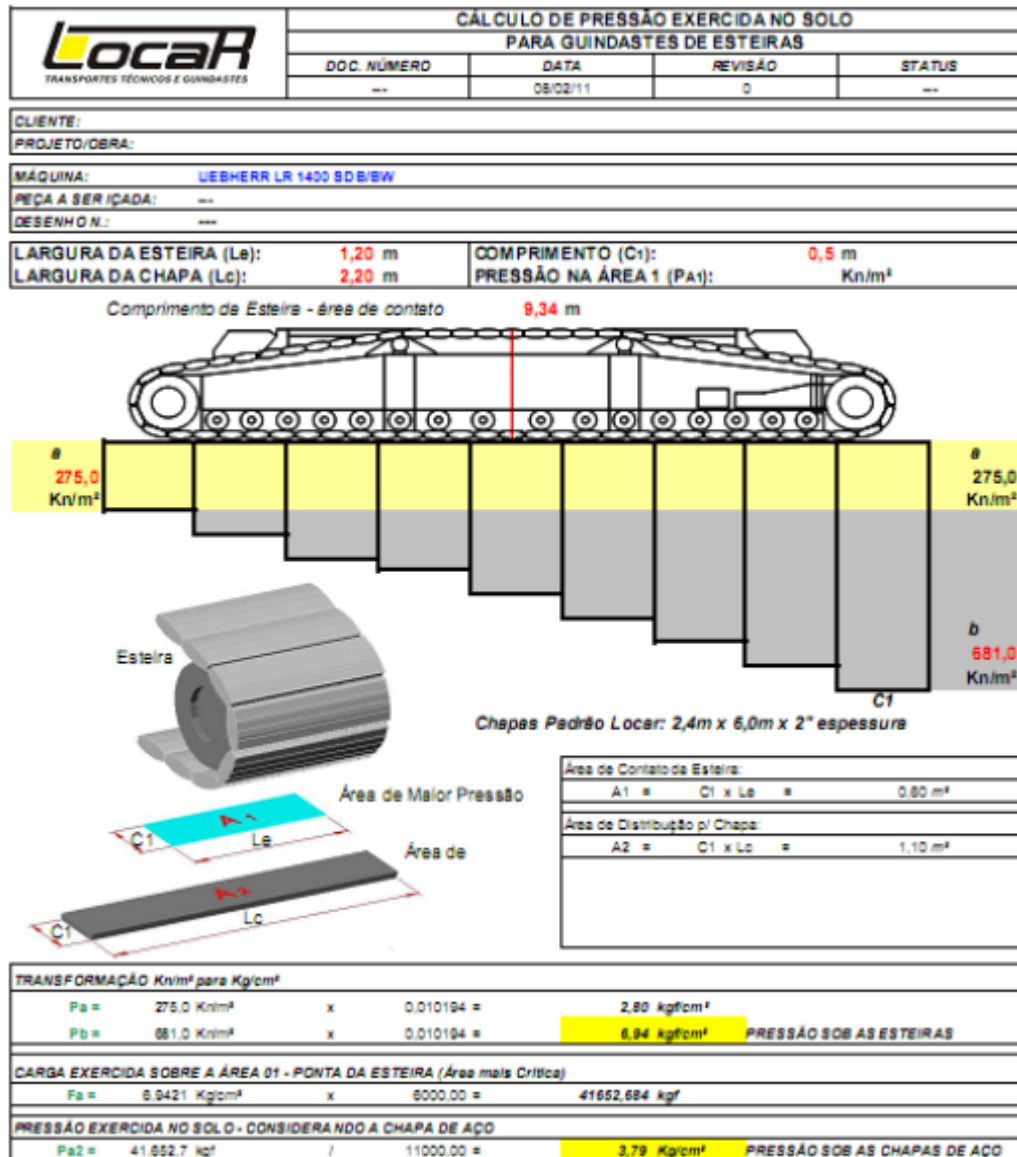 LocaR
TRANSPORTES TÉCNICOS E GUINDASTES
CÁLCULO DE PRESSÃO EXERCIDA NO SOLO
PARA GUINDASTES DE ESTEIRAS
DOC. NÚMERO DATA REVISÃO STATUS
--- 08/02/11 0 ---
CLIENTE:
PROJETO/OBRA:
MÁQUINA: LIEBHERR LR 1400 SDB/BW
PEÇA A SER IÇADA: ---
DESENHO N.: ----
LARGURA DA ESTEIRA (Le): 1,20 m COMPRIMENTO (C1): 0,5 m
LARGURA DA CHAPA (Lc): 2,20 m PRESSÃO NA ÁREA 1 (PA1): Kn/m²
Comprimento da Esteira - área de contato 9,34 m
a a
275,0 275,0
Kn/m² Kn/m²
b
681,0
Kn/m²
C1
Esteira
Chapas Padrão Locar: 2,4m x 6,0m x 2" espessura
Área de Maior Pressão
A 1
C1 Le
Área de
A 2
C1 Lc
Área de Contato da Esteira:
A1 = C1 x Le = 0,60 m²
Área de Distribuição p/ Chapa:
A2 = C1 x Lc = 1,10 m²
TRANSFORMAÇÃO Kn/m² para Kg/cm²
Pa = 275,0 Kn/m² x 0,010194 = 2,80 kgf/cm²
Pb = 681,0 Kn/m² x 0,010194 = 6,94 kgf/cm² PRESSÃO SOB AS ESTEIRAS
CARGA EXERCIDA SOBRE A ÁREA 01 - PONTA DA ESTEIRA (Área mais Crítica)
Fa = 6,9421 Kg/cm² x 6000,00 = 41652,684 kgf
PRESSÃO EXERCIDA NO SOLO - CONSIDERANDO A CHAPA DE AÇO
Pa2 = 41.652,7 kgf / 11000,00 = 3,79 Kg/cm² PRESSÃO SOB AS CHAPAS DE AÇO